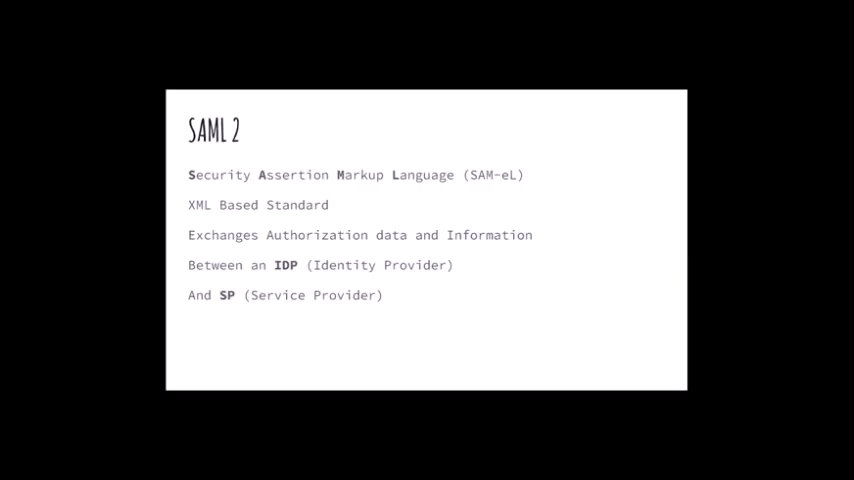 SAML 2
Security Assertion Markup Language (SAM-eL)
XML Based Standard
Exchanges Authorization data and Information
Between an IDP (Identity Provider)
And SP (Service Provider)